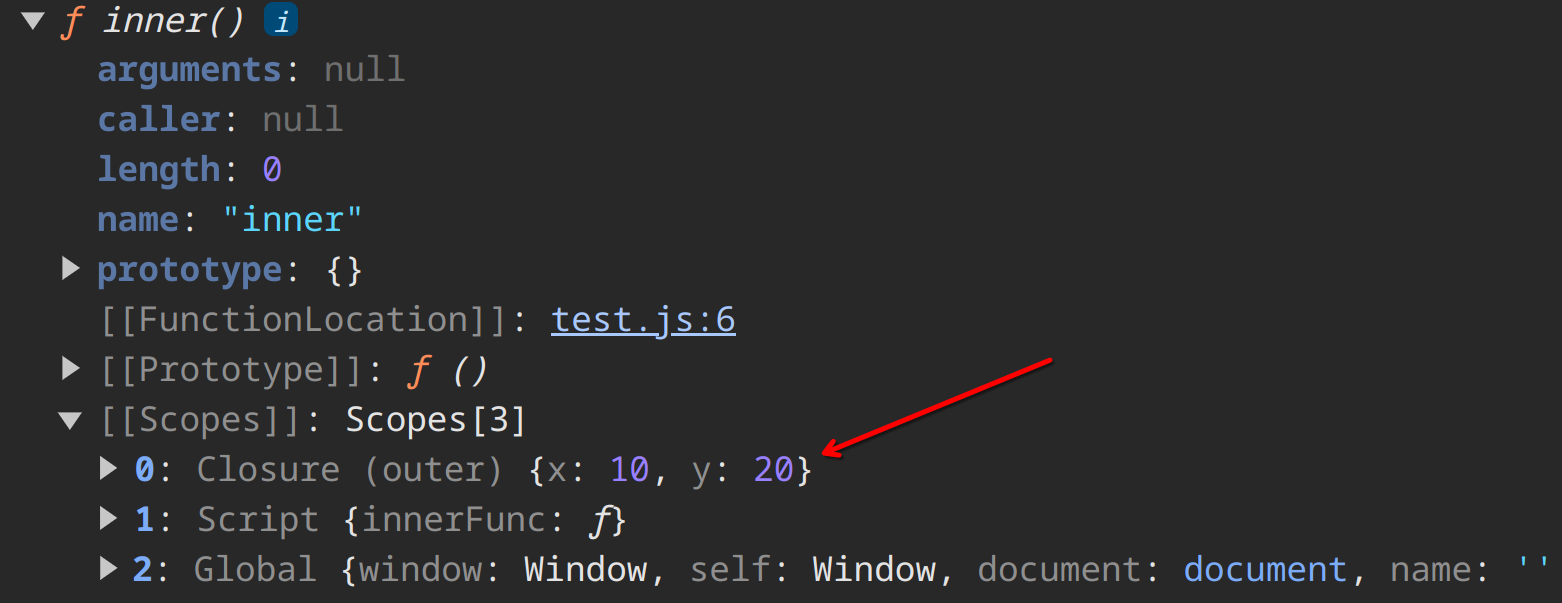 ▼ ƒ inner() i
arguments: null
caller: null
length: 0
name: "inner"
▶ prototype: {}
[[FunctionLocation]]: test.js:6
▶ [[Prototype]]: ƒ ()
▼ [[Scopes]]: Scopes[3]
▶ 0: Closure (outer) {x: 10, y: 20}
▶ 1: Script {innerFunc: ƒ}
▶ 2: Global {window: Window, self: Window, document: document, name: ''